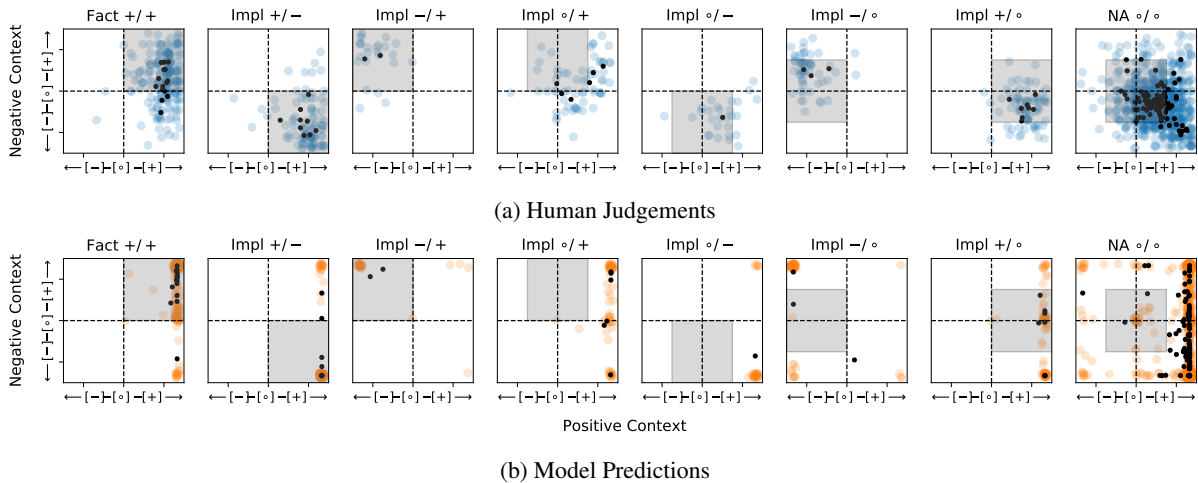 Fact +/+ Impl +/− Impl −/+ Impl ∘/+ Impl ∘/− Impl −/∘ Impl +/∘ NA ∘/∘
Negative Context
←[−]−[∘]−[+]→
←[−]−[∘]−[+]→ ←[−]−[∘]−[+]→ ←[−]−[∘]−[+]→ ←[−]−[∘]−[+]→ ←[−]−[∘]−[+]→ ←[−]−[∘]−[+]→ ←[−]−[∘]−[+]→ ←[−]−[∘]−[+]→
(a) Human Judgements
Fact +/+ Impl +/− Impl −/+ Impl ∘/+ Impl ∘/− Impl −/∘ Impl +/∘ NA ∘/∘
Negative Context
←[−]−[∘]−[+]→
←[−]−[∘]−[+]→ ←[−]−[∘]−[+]→ ←[−]−[∘]−[+]→ ←[−]−[∘]−[+]→ ←[−]−[∘]−[+]→ ←[−]−[∘]−[+]→ ←[−]−[∘]−[+]→ ←[−]−[∘]−[+]→
Positive Context
(b) Model Predictions